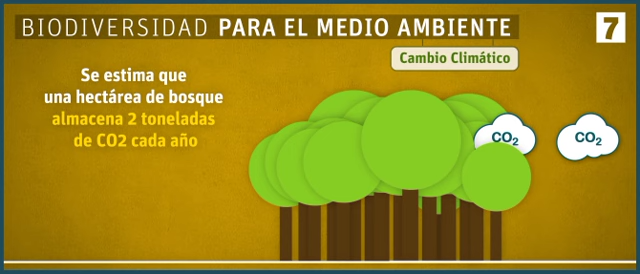 BIODIVERSIDAD PARA EL MEDIO AMBIENTE
7
Cambio Climático
Se estima que
una hectárea de bosque
almacena 2 toneladas
de CO2 cada año
CO2
CO2